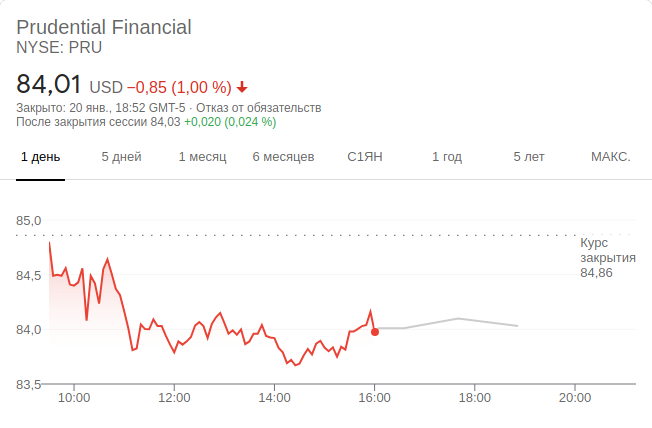 Prudential Financial
NYSE: PRU
84,01 USD −0,85 (1,00 %)
Закрыто: 20 янв., 18:52 GMT-5 · Отказ от обязательств
После закрытия сессии 84,03 +0,020 (0,024 %)
1 день 5 дней 1 месяц 6 месяцев С1ЯН 1 год 5 лет МАКС.
85,0
Курс
закрытия
84,86
84,5
84,0
83,5
10:00 12:00 14:00 16:00 18:00 20:00